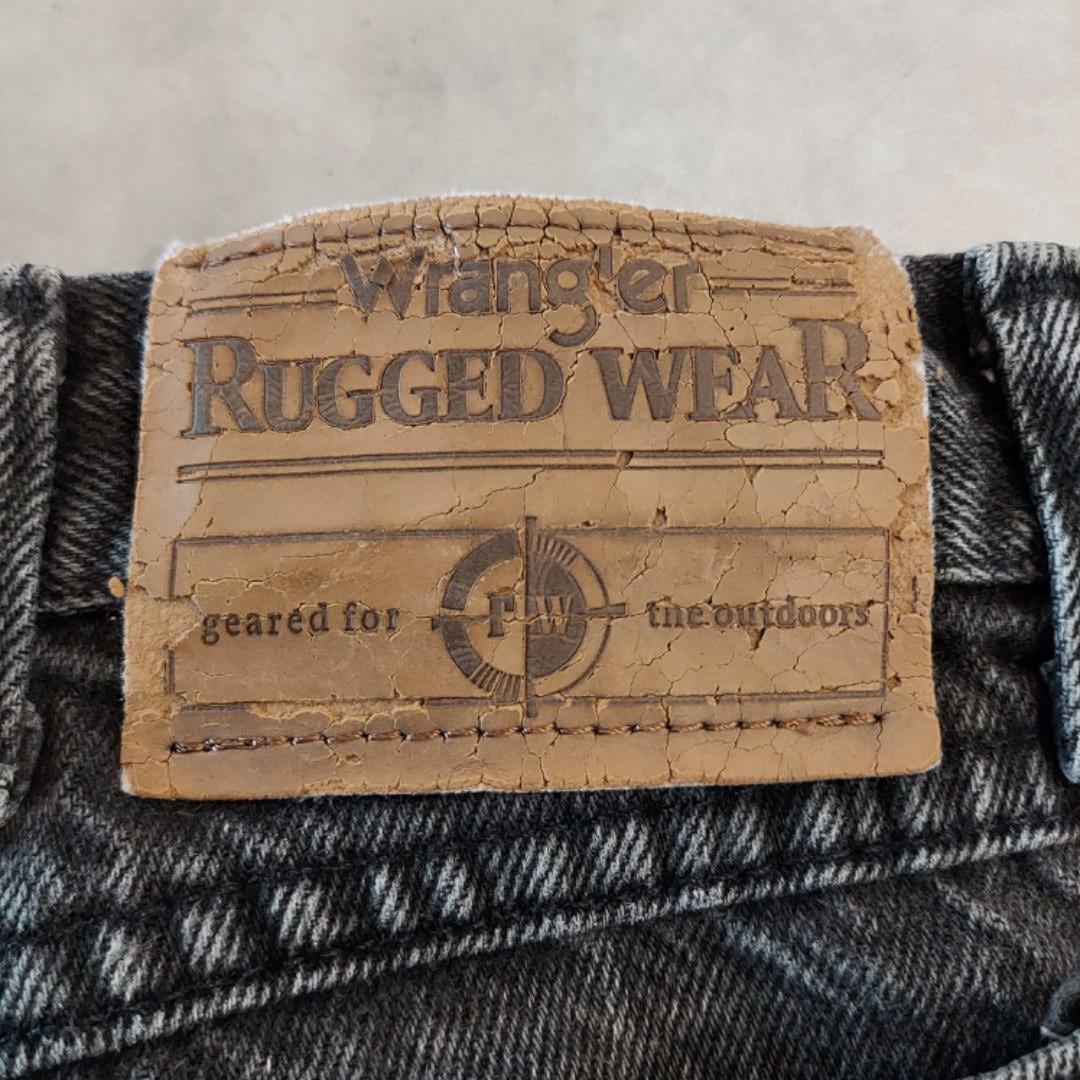 Wrangler
RUGGED WEAR
geared for RW the outdoors